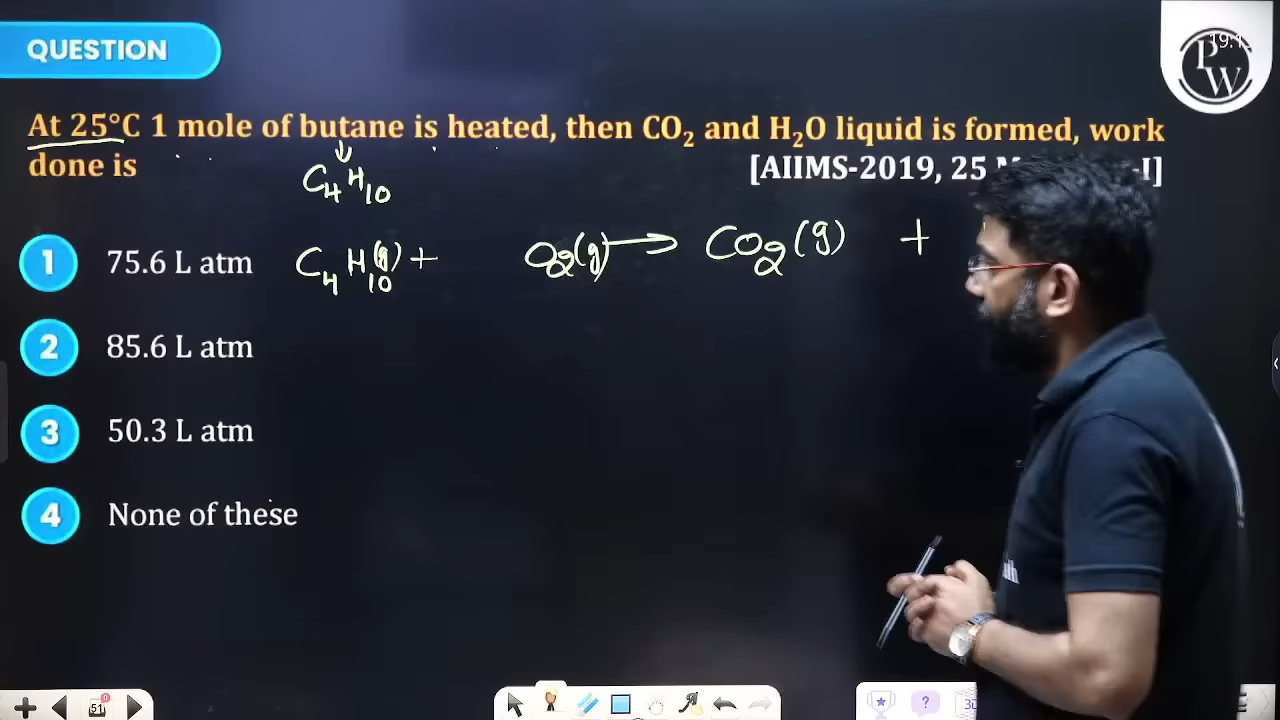 QUESTION
At 25°C 1 mole of butane is heated, then CO₂ and H₂O liquid is formed, work
done is
[AIIMS-2019, 25
C₄H₁₀
1 75.6 L atm
C₄H₁₀(g) + O₂(g) → CO₂(g) +
2 85.6 L atm
3 50.3 L atm
4 None of these
PW
51